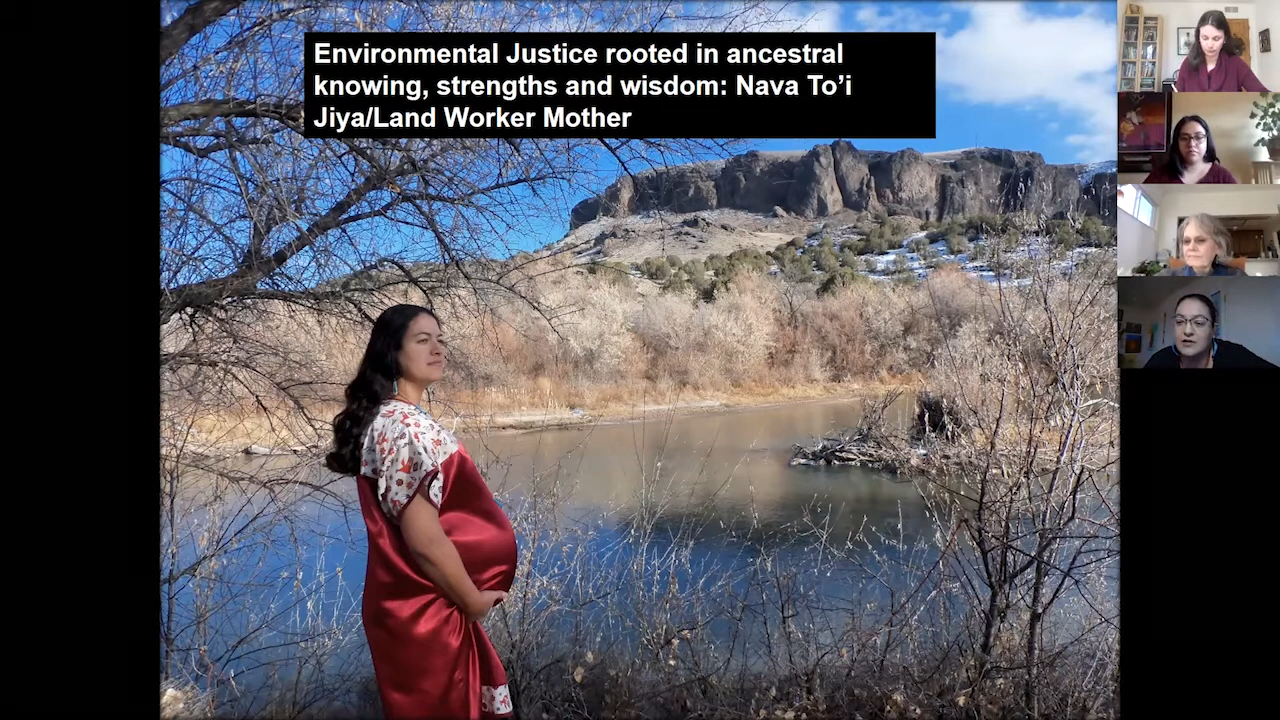 Environmental Justice rooted in ancestral
knowing, strengths and wisdom: Nava To’i
Jiya/Land Worker Mother